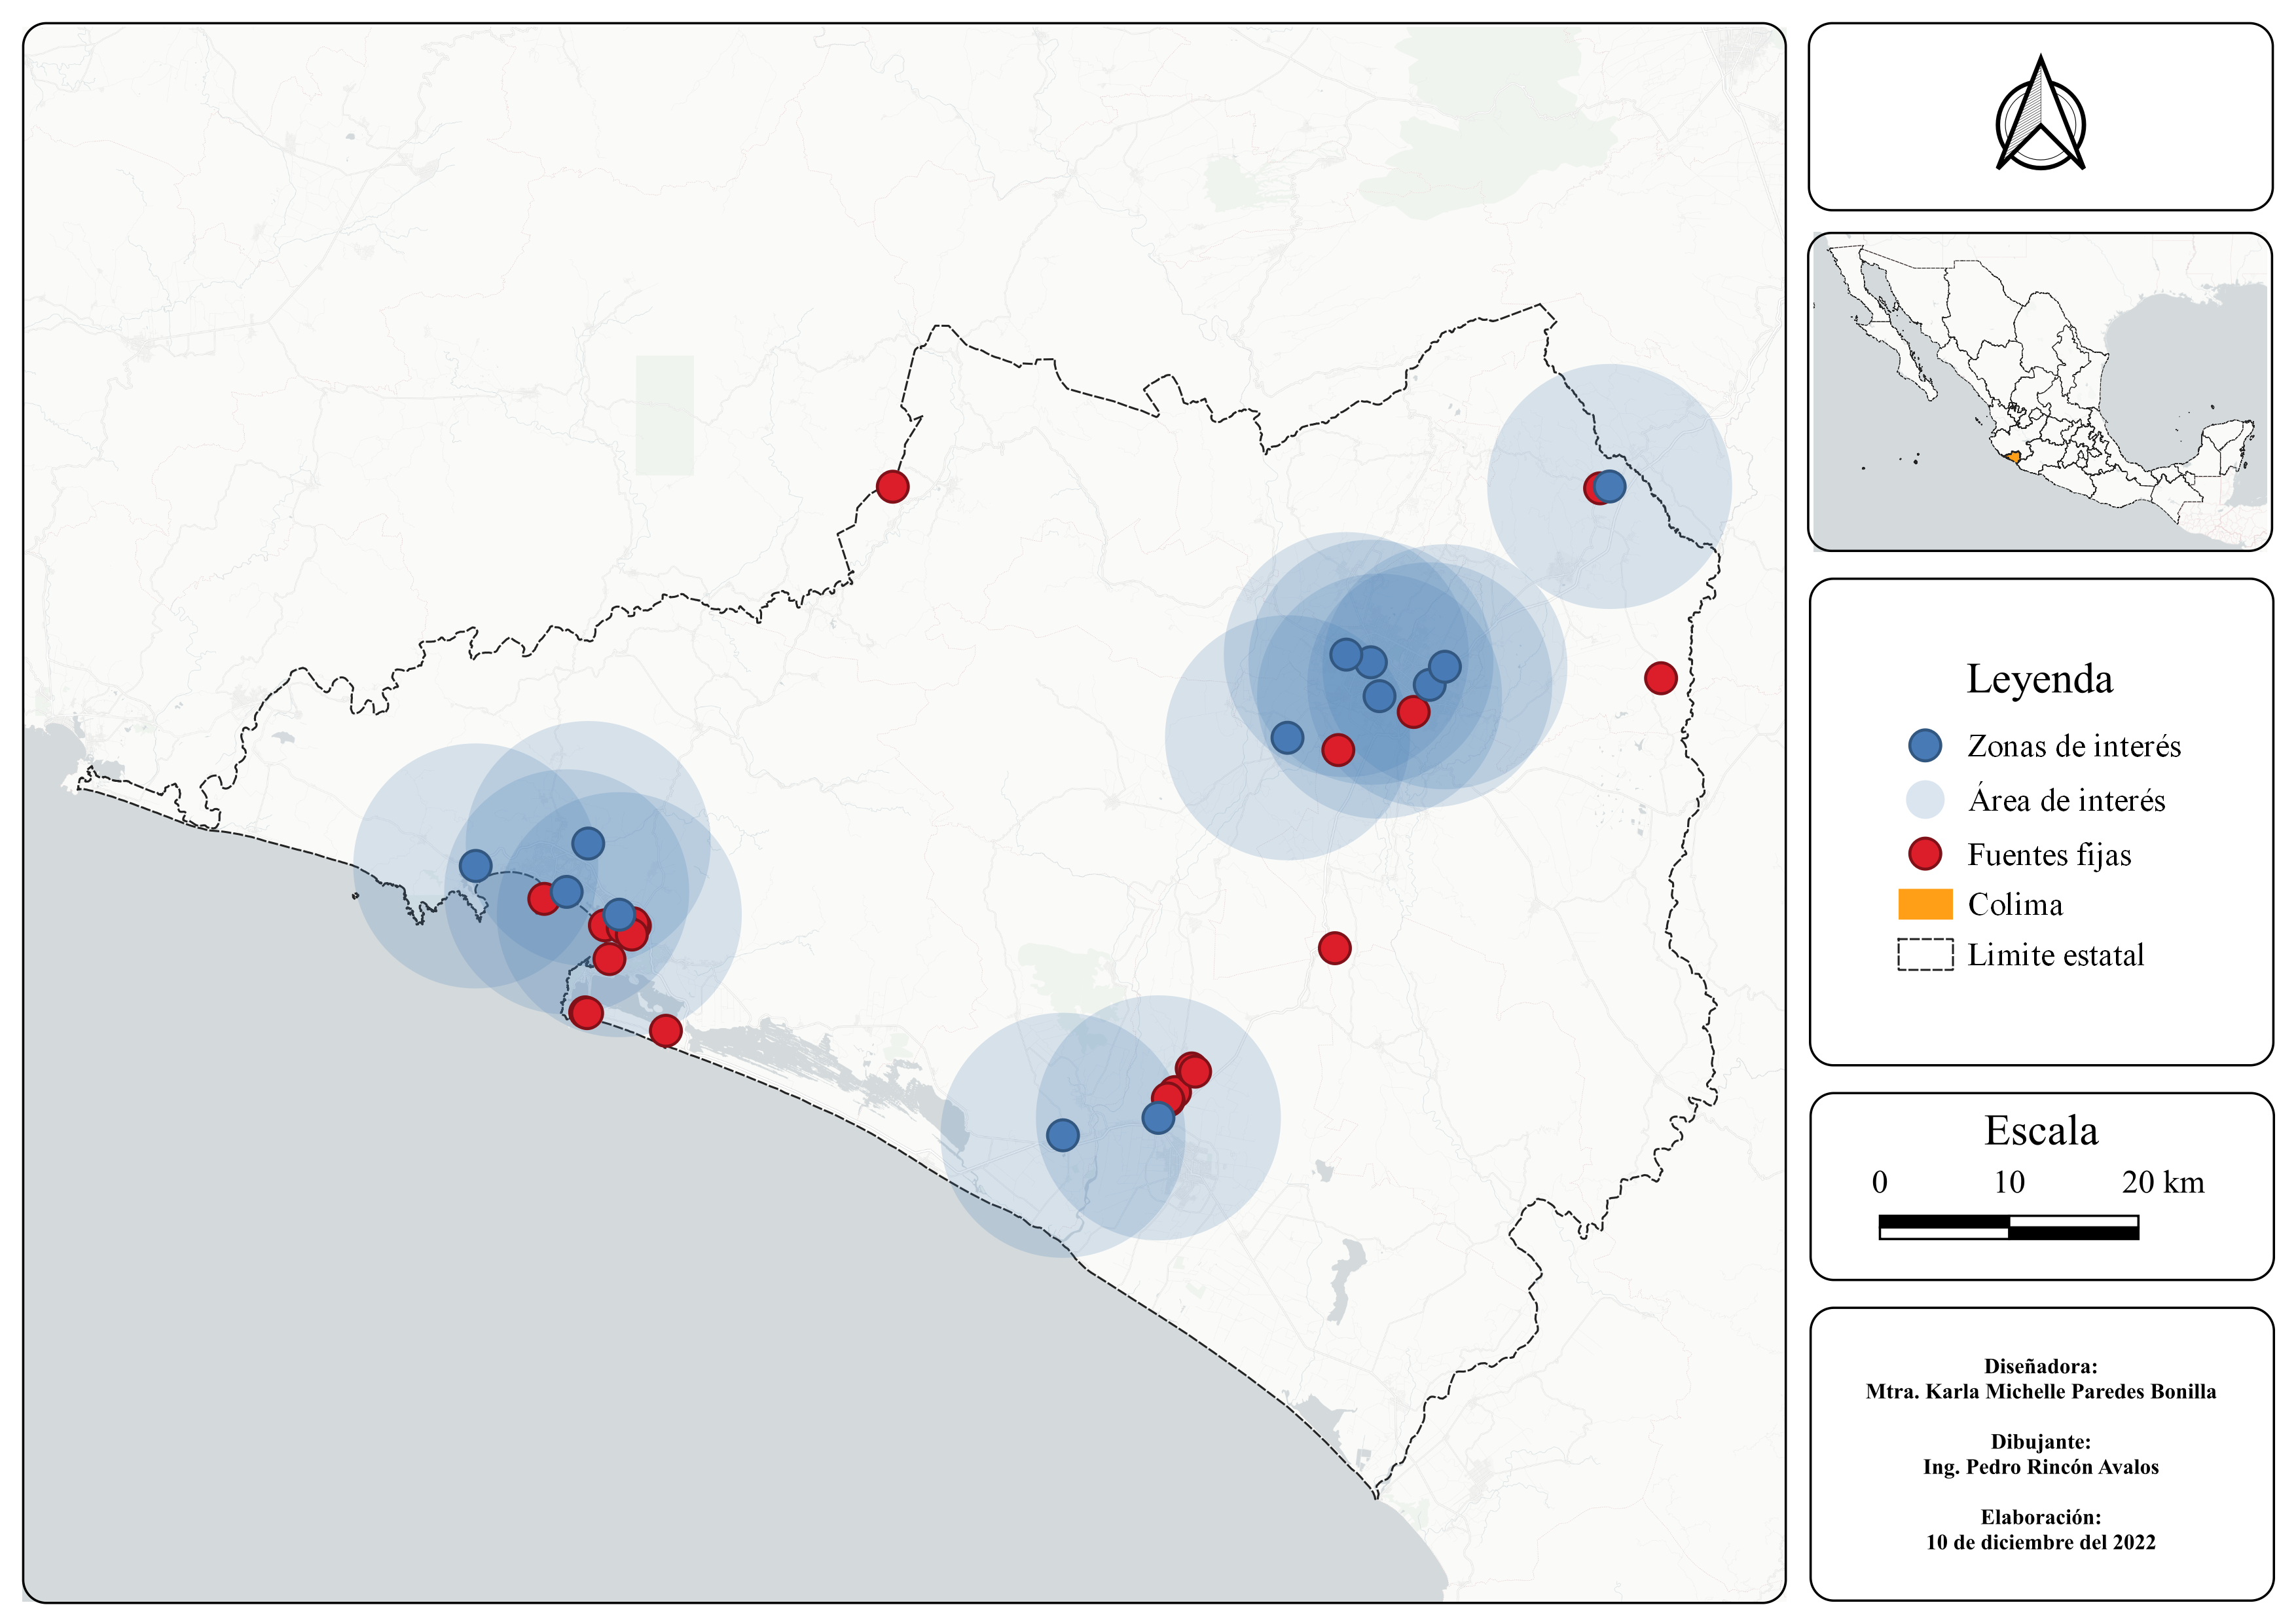 Leyenda
Zonas de interés
Área de interés
Fuentes fijas
Colima
Limite estatal
Escala
0 10 20 km
Diseñadora:
Mtra. Karla Michelle Paredes Bonilla
Dibujante:
Ing. Pedro Rincón Avalos
Elaboración:
10 de diciembre del 2022